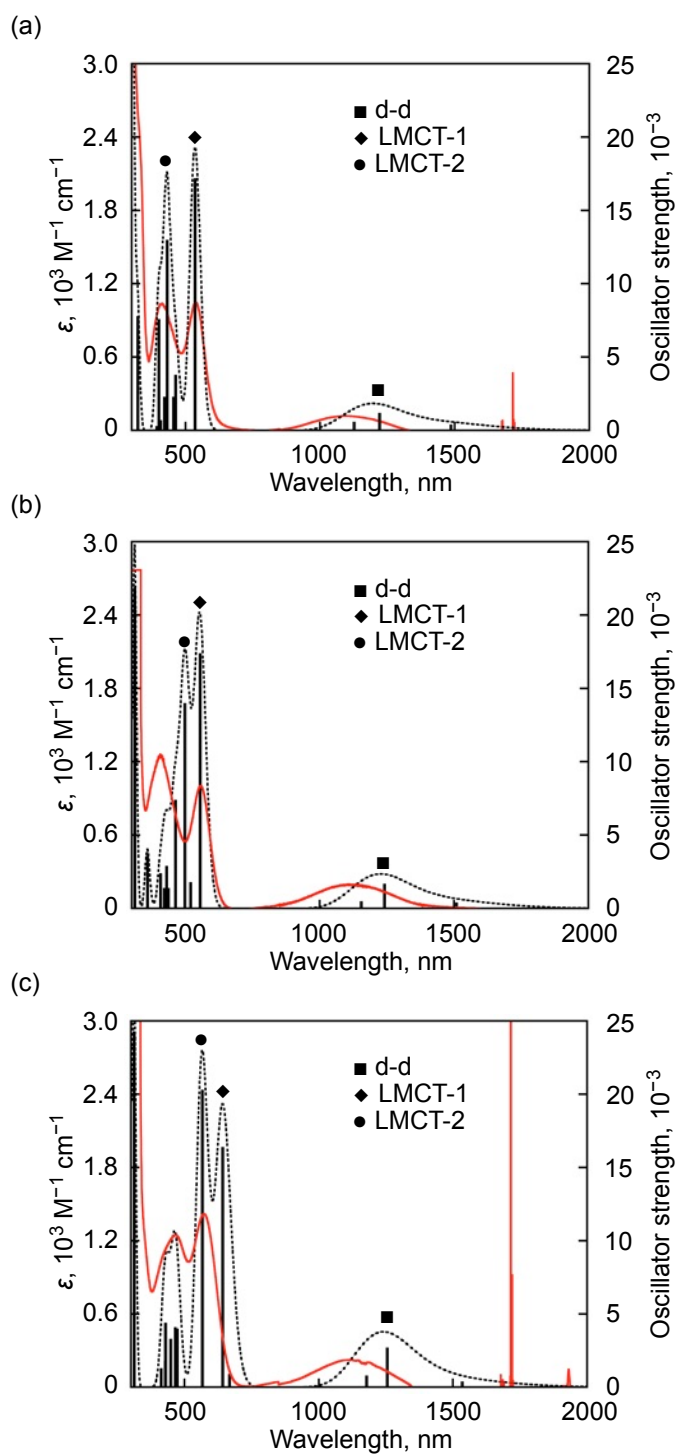 (a)
3.0
2.4
1.8
1.2
0.6
0
ε, 10³ M⁻¹ cm⁻¹
■ d-d
◆ LMCT-1
● LMCT-2
25
20
15
10
5
0
Oscillator strength, 10⁻³
500 1000 1500 2000
Wavelength, nm
(b)
3.0
2.4
1.8
1.2
0.6
0
ε, 10³ M⁻¹ cm⁻¹
■ d-d
◆ LMCT-1
● LMCT-2
25
20
15
10
5
0
Oscillator strength, 10⁻³
500 1000 1500 2000
Wavelength, nm
(c)
3.0
2.4
1.8
1.2
0.6
0
ε, 10³ M⁻¹ cm⁻¹
■ d-d
◆ LMCT-1
● LMCT-2
25
20
15
10
5
0
Oscillator strength, 10⁻³
500 1000 1500 2000
Wavelength, nm